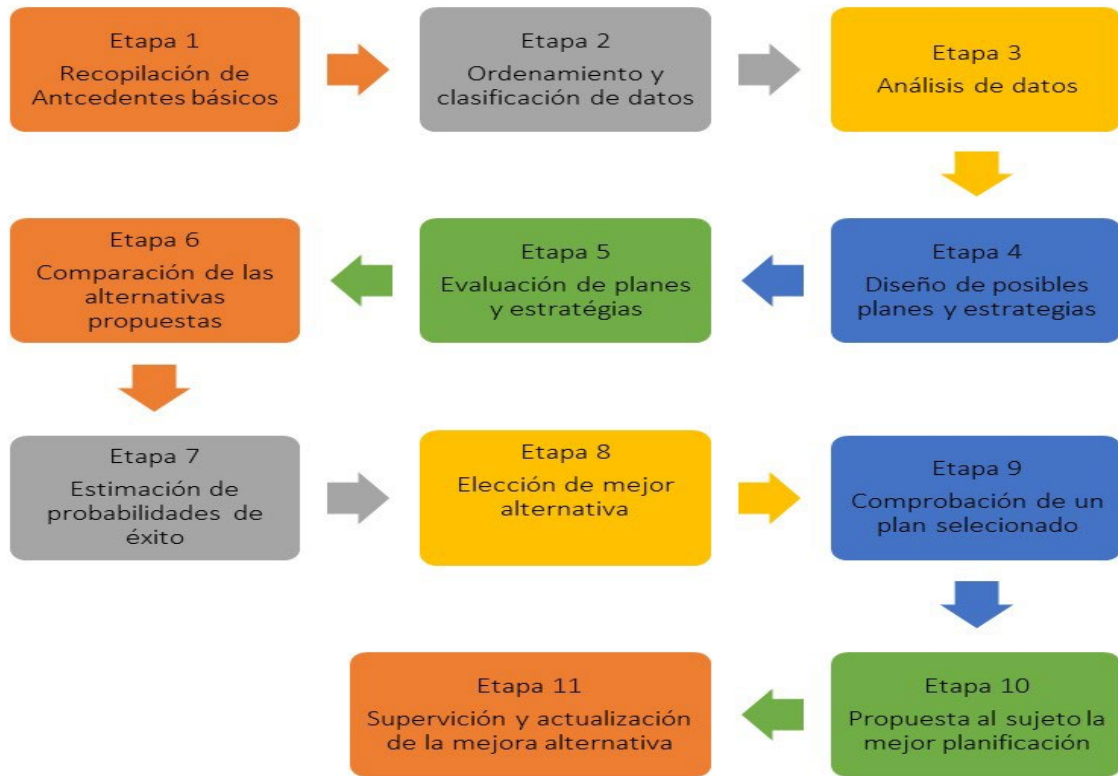 Etapa 1
Recopilación de
Antcedentes básicos
Etapa 2
Ordenamiento y
clasificación de datos
Etapa 3
Análisis de datos
Etapa 4
Diseño de posibles
planes y estrategias
Etapa 5
Evaluación de planes
y estratégias
Etapa 6
Comparación de las
alternativas
propuestas
Etapa 7
Estimación de
probabilidades de
éxito
Etapa 8
Elección de mejor
alternativa
Etapa 9
Comprobación de un
plan selecionado
Etapa 10
Propuesta al sujeto la
mejor planificación
Etapa 11
Supervición y actualización
de la mejora alternativa